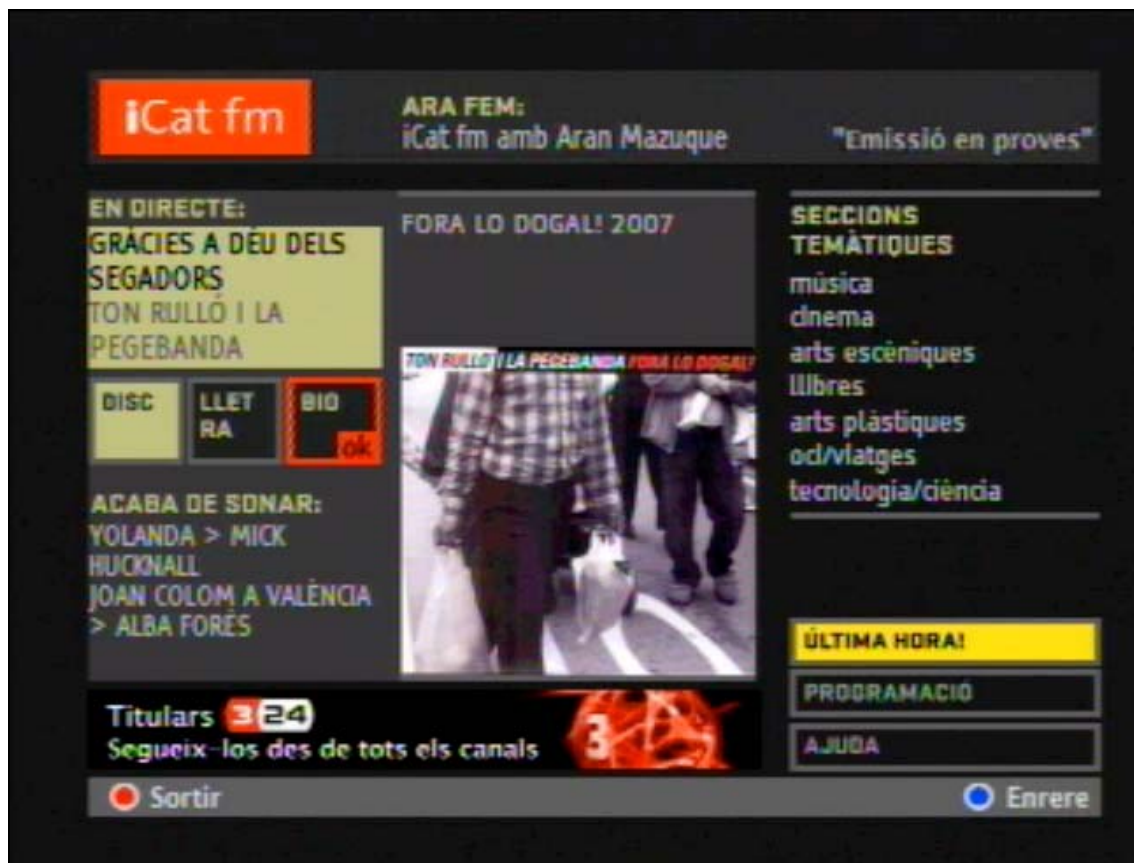 iCat fm
ARA FEM:
iCat fm amb Aran Mazuque
"Emissió en proves"
EN DIRECTE:
GRÀCIES A DÉU DELS
SEGADORS
TON RULLÓ I LA
PEGEBANDA
DISC
LLET
RA
BIO
ok
ACABA DE SONAR:
YOLANDA > MICK
HUCKNALL
JOAN COLOM A VALÈNCIA
> ALBA FORÉS
FORA LO DOGAL! 2007
TON RULLO I LA PEGEBANDA FORA LO DOGAL!
SECCIONS
TEMÀTIQUES
música
cinema
arts escèniques
llibres
arts plàstiques
oci/viatges
tecnologia/ciència
ÚLTIMA HORA!
PROGRAMACIÓ
AJUDA
Titulars 3 24
Segueix-los des de tots els canals
3
Sortir
Enrere